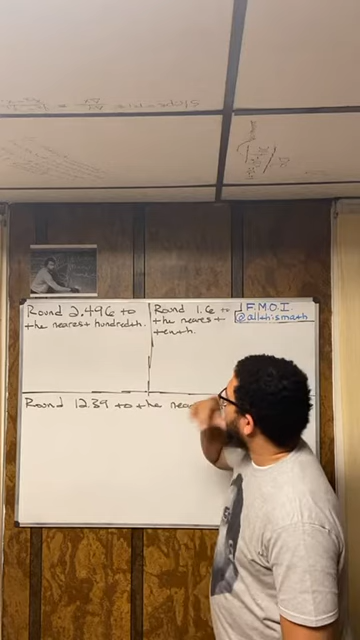 Round 2.496 to
the nearest hundredth.
Round 1.6 to
the nearest
tenth.
F.M.O.I
@allthismath
Round 12.39 to the